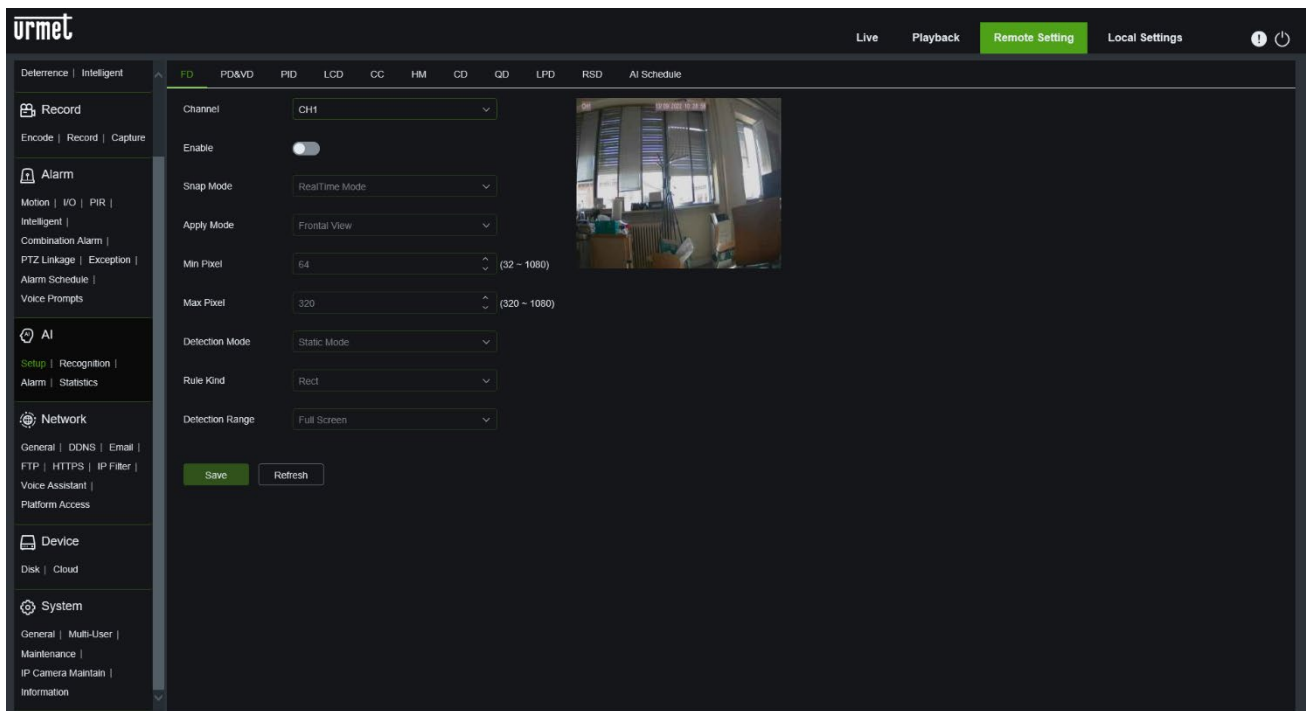 urmet
Live Playback Remote Setting Local Settings
Deterrence | Intelligent
Record
Encode | Record | Capture
Alarm
Motion | I/O | PIR |
Intelligent |
Combination Alarm |
PTZ Linkage | Exception |
Alarm Schedule |
Voice Prompts
AI
Setup | Recognition |
Alarm | Statistics
Network
General | DDNS | Email |
FTP | HTTPS | IP Filter |
Voice Assistant |
Platform Access
Device
Disk | Cloud
System
General | Multi-User |
Maintenance |
IP Camera Maintain |
Information
FD PD&VD PID LCD CC HM CD QD LPD RSD AI Schedule
Channel CH1
Enable
Snap Mode RealTime Mode
Apply Mode Frontal View
Min Pixel 64 (32 ~ 1080)
Max Pixel 320 (320 ~ 1080)
Detection Mode Static Mode
Rule Kind Rect
Detection Range Full Screen
Save Refresh